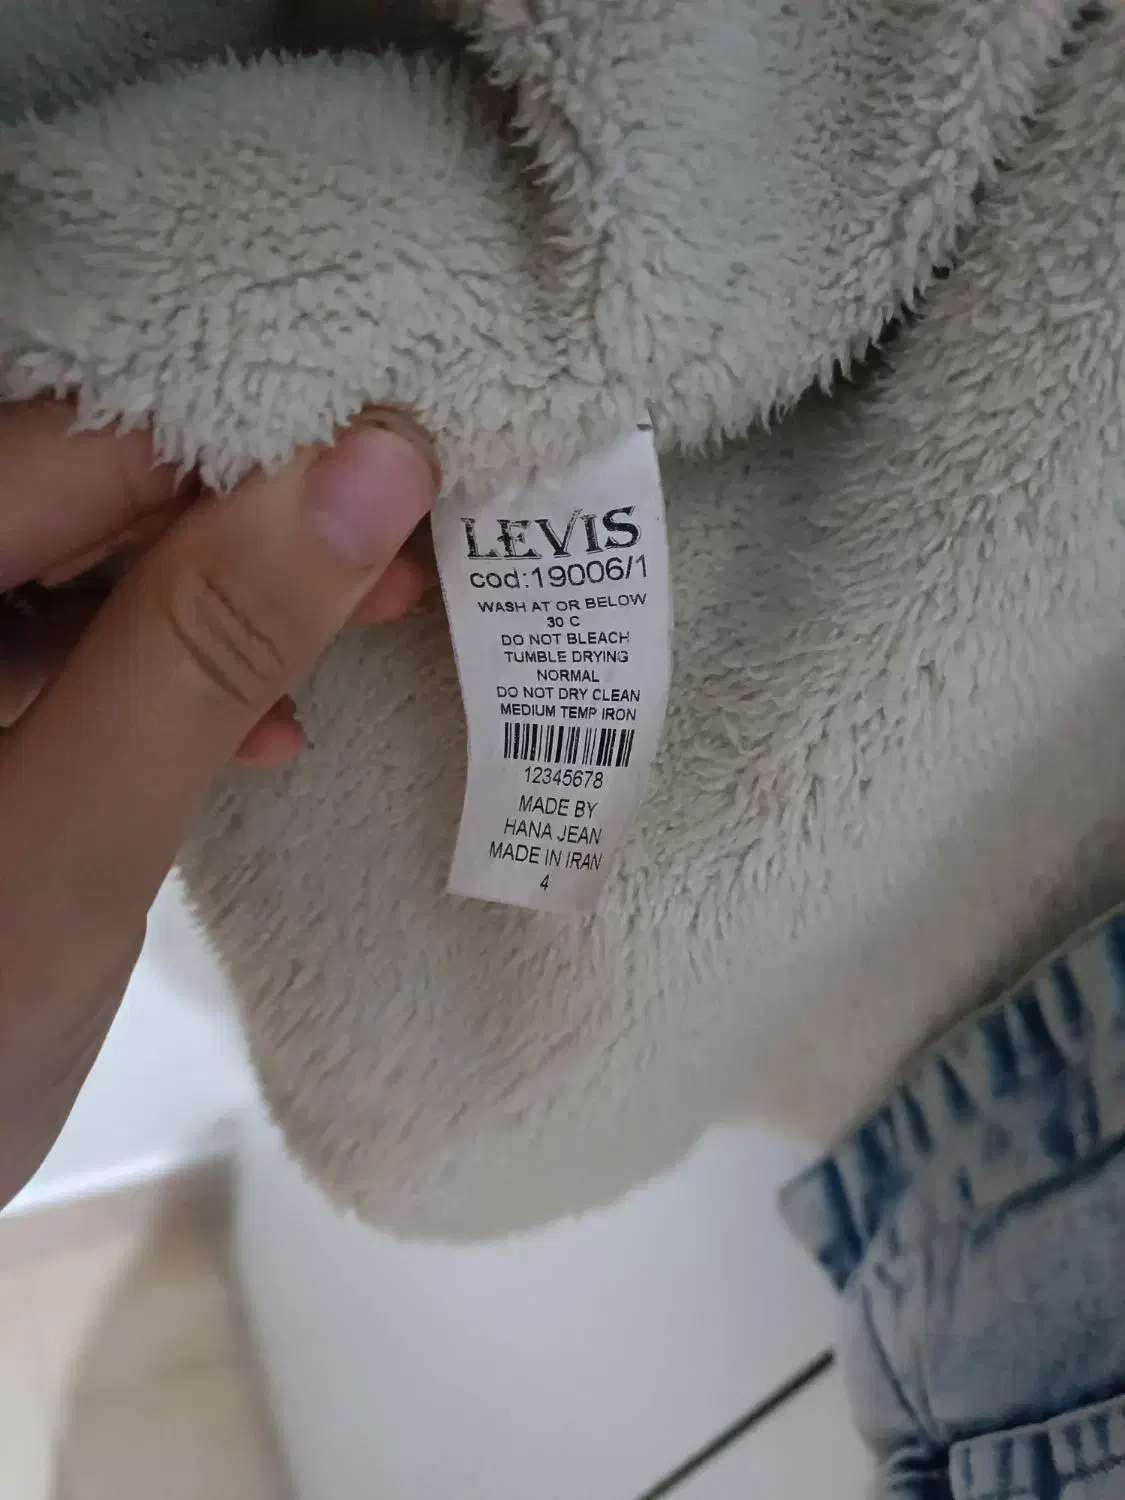 LEVIS
cod:19006/1
WASH AT OR BELOW
30 C
DO NOT BLEACH
TUMBLE DRYING
NORMAL
DO NOT DRY CLEAN
MEDIUM TEMP IRON
12345678
MADE BY
HANA JEAN
MADE IN IRAN
4